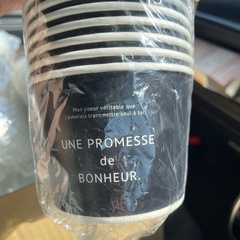 Mon coeur véritable que
j'aimerais transmettre seul à toi.
UNE PROMESSE
de
BONHEUR.